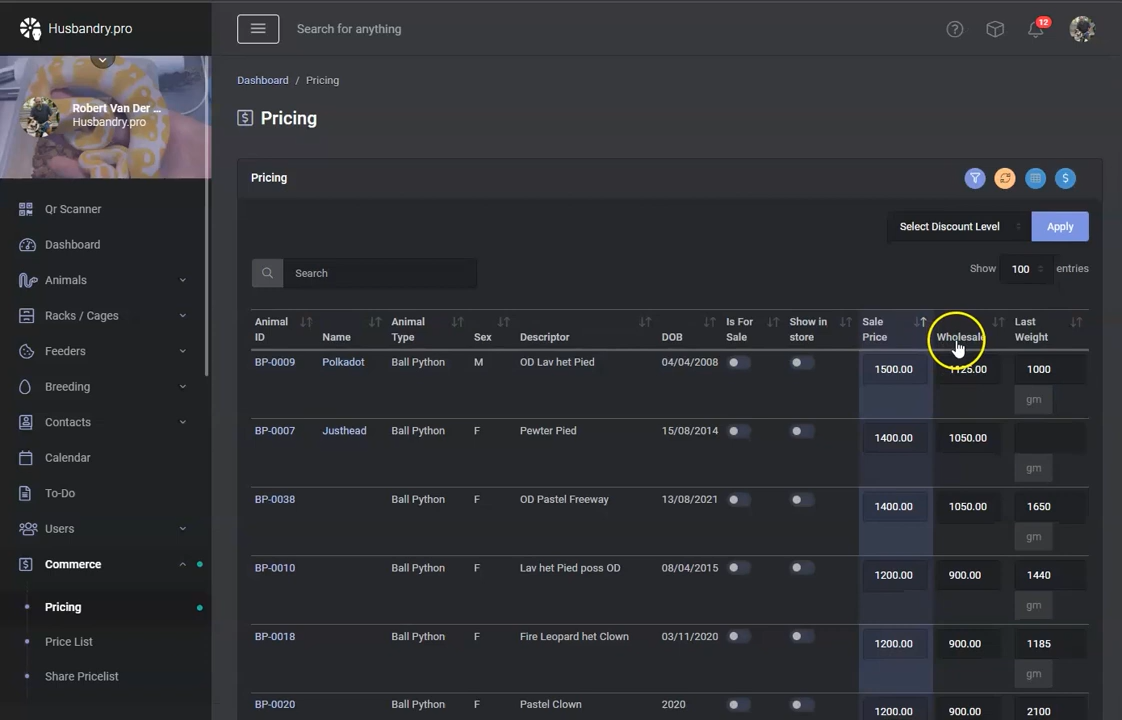 Husbandry.pro
Search for anything
12
Robert Van Der ...
Husbandry.pro
Qr Scanner
Dashboard
Animals
Racks / Cages
Feeders
Breeding
Contacts
Calendar
To-Do
Users
Commerce
Pricing
Price List
Share Pricelist
Dashboard / Pricing
Pricing
Pricing
Select Discount Level Apply
Search
Show 100 entries
Animal ID Name Animal Type Sex Descriptor DOB Is For Sale Show in store Sale Price Wholesale Last Weight
BP-0009 Polkadot Ball Python M OD Lav het Pied 04/04/2008 1500.00 1125.00 1000
gm
BP-0007 Justhead Ball Python F Pewter Pied 15/08/2014 1400.00 1050.00
gm
BP-0038 Ball Python F OD Pastel Freeway 13/08/2021 1400.00 1050.00 1650
gm
BP-0010 Ball Python F Lav het Pied poss OD 08/04/2015 1200.00 900.00 1440
gm
BP-0018 Ball Python F Fire Leopard het Clown 03/11/2020 1200.00 900.00 1185
gm
BP-0020 Ball Python F Pastel Clown 2020 1200.00 900.00 2100